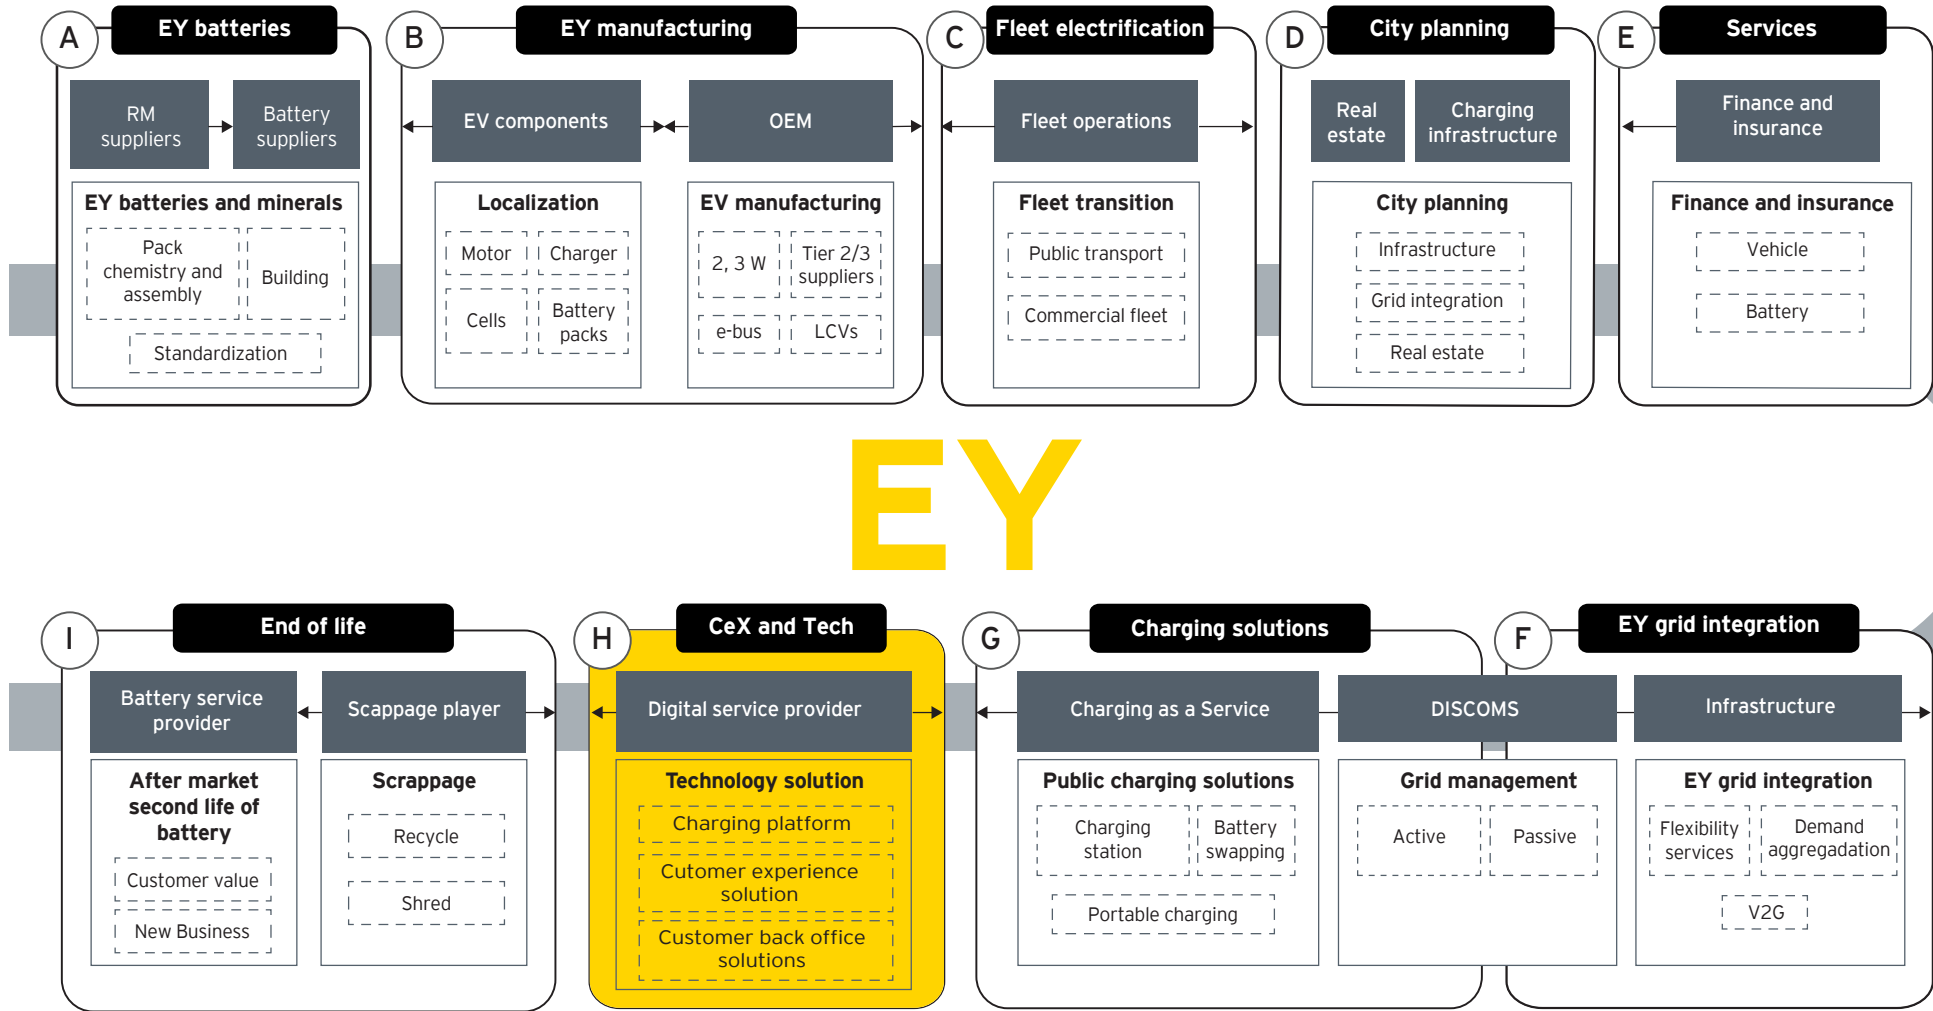 A
EY batteries
RM
suppliers
Battery
suppliers
EY batteries and minerals
Pack
chemistry and
assembly
Building
Standardization
B
EY manufacturing
EV components
OEM
Localization
Motor
Charger
Cells
Battery
packs
EV manufacturing
2, 3 W
Tier 2/3
suppliers
e-bus
LCVs
C
Fleet electrification
Fleet operations
Fleet transition
Public transport
Commercial fleet
D
City planning
Real
estate
Charging
infrastructure
City planning
Infrastructure
Grid integration
Real estate
E
Services
Finance and
insurance
Finance and insurance
Vehicle
Battery
EY
I
End of life
Battery service
provider
Scappage player
After market
second life of
battery
Customer value
New Business
Scrappage
Recycle
Shred
H
CeX and Tech
Digital service provider
Technology solution
Charging platform
Cutomer experience
solution
Customer back office
solutions
G
Charging solutions
Charging as a Service
DISCOMS
Public charging solutions
Charging
station
Battery
swapping
Portable charging
Grid management
Active
Passive
F
EY grid integration
Infrastructure
EY grid integration
Flexibility
services
Demand
aggregadation
V2G